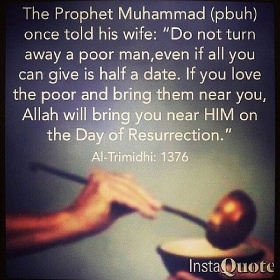 The Prophet Muhammad (pbuh)
once told his wife: “Do not turn
away a poor man,even if all you
can give is half a date. If you love
the poor and bring them near you,
Allah will bring you near HIM on
the Day of Resurrection.”
Al-Trimidhi: 1376
InstaQuote